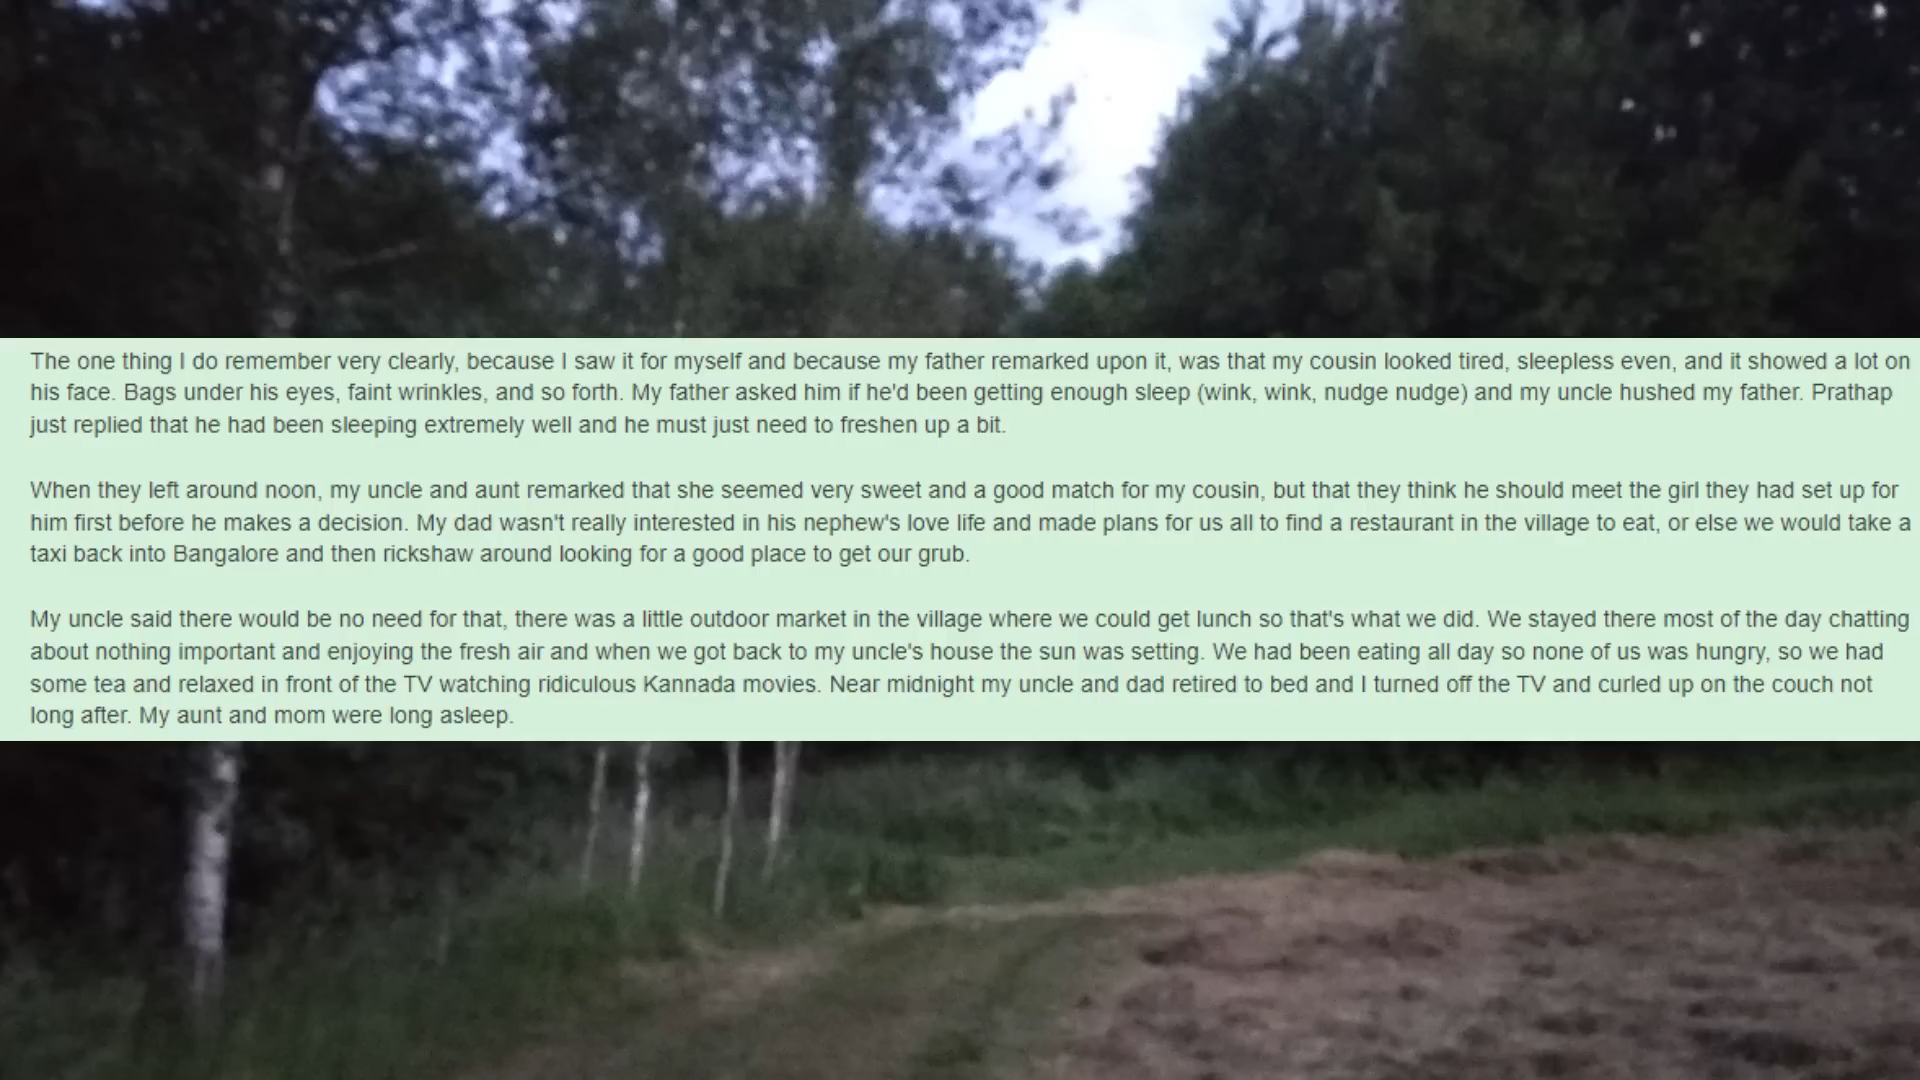 The one thing I do remember very clearly, because I saw it for myself and because my father remarked upon it, was that my cousin looked tired, sleepless even, and it showed a lot on
his face. Bags under his eyes, faint wrinkles, and so forth. My father asked him if he'd been getting enough sleep (wink, wink, nudge nudge) and my uncle hushed my father. Prathap
just replied that he had been sleeping extremely well and he must just need to freshen up a bit.
When they left around noon, my uncle and aunt remarked that she seemed very sweet and a good match for my cousin, but that they think he should meet the girl they had set up for
him first before he makes a decision. My dad wasn't really interested in his nephew's love life and made plans for us all to find a restaurant in the village to eat, or else we would take a
taxi back into Bangalore and then rickshaw around looking for a good place to get our grub.
My uncle said there would be no need for that, there was a little outdoor market in the village where we could get lunch so that's what we did. We stayed there most of the day chatting
about nothing important and enjoying the fresh air and when we got back to my uncle's house the sun was setting. We had been eating all day so none of us was hungry, so we had
some tea and relaxed in front of the TV watching ridiculous Kannada movies. Near midnight my uncle and dad retired to bed and I turned off the TV and curled up on the couch not
long after. My aunt and mom were long asleep.